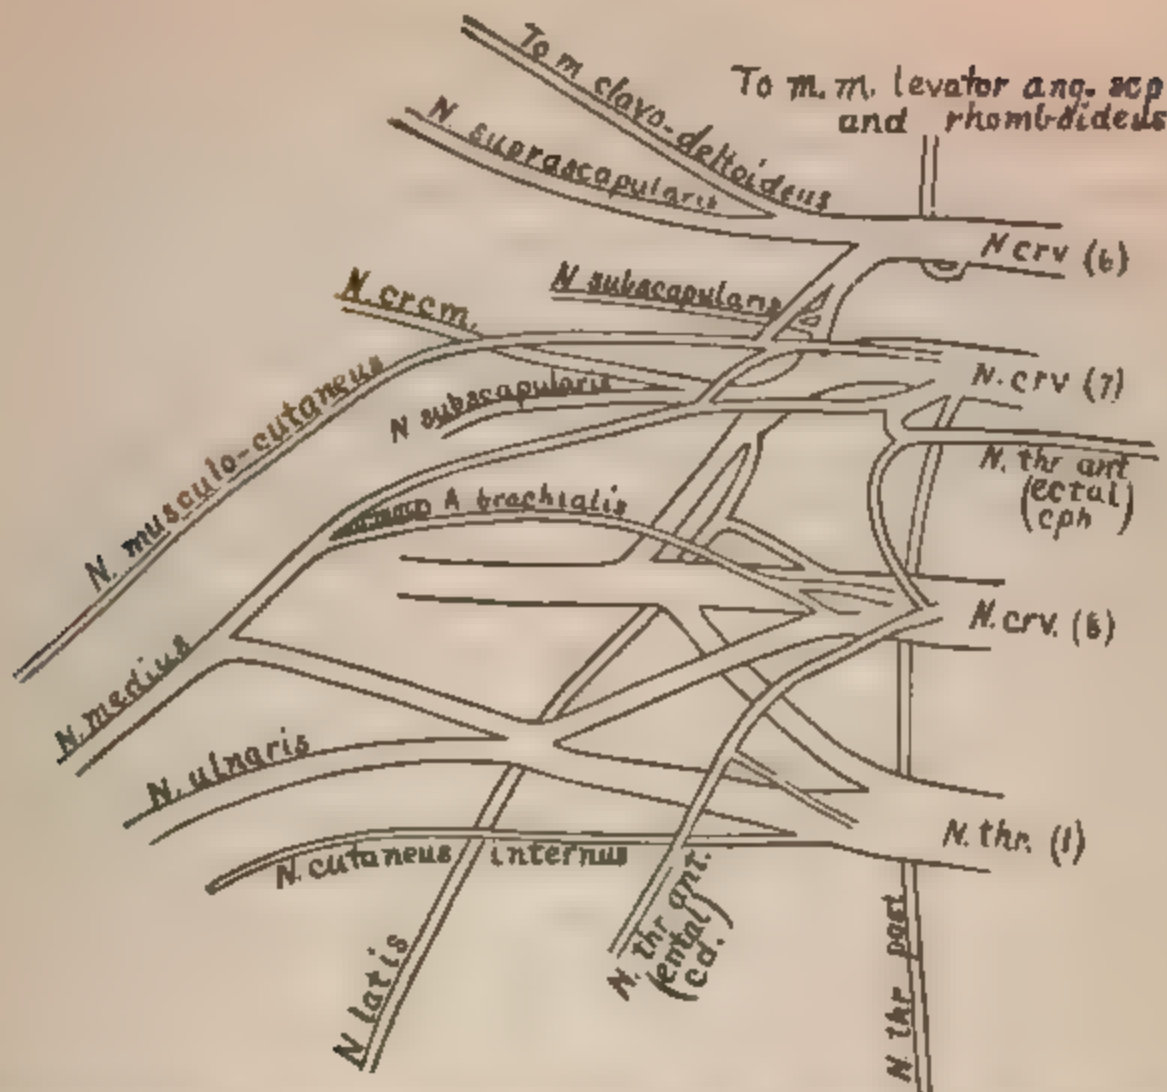 To m clavo-deltoideus
To m.m. levator ang. scp
and rhomboideus
N. suprascapularis
N crv (6)
N subscapularis
N. crcm.
N. crv (7)
N subscapularis
N. musculo-cutaneus
N. thr ant
(ectal)
cph
A brachialis
N. crv. (8)
N. medius
N. ulnaris
N. thr. (1)
N. cutaneus internus
N. thr ant.
(ental)
cd.
N latis
N thr post